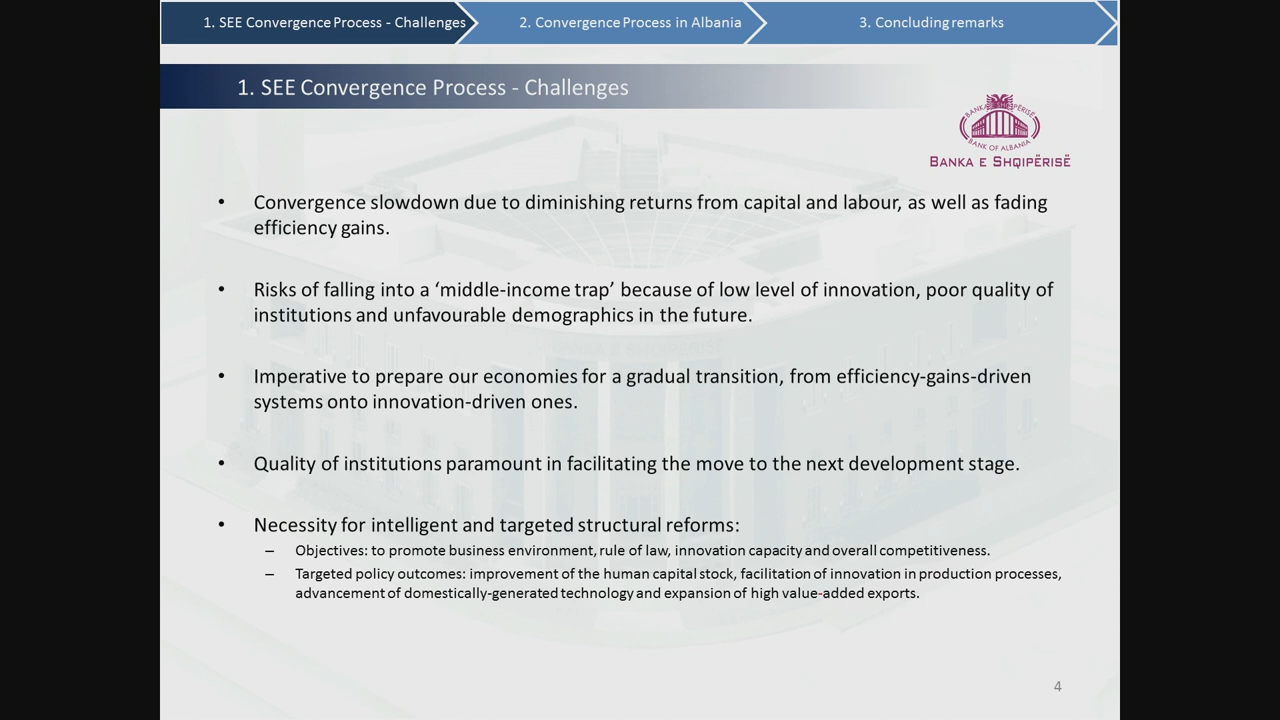 1. SEE Convergence Process - Challenges
2. Convergence Process in Albania
3. Concluding remarks
1. SEE Convergence Process - Challenges
BANKA E SHQIPËRISË
BANK OF ALBANIA
BANKA E SHQIPËRISË
• Convergence slowdown due to diminishing returns from capital and labour, as well as fading
efficiency gains.
• Risks of falling into a ‘middle-income trap’ because of low level of innovation, poor quality of
institutions and unfavourable demographics in the future.
• Imperative to prepare our economies for a gradual transition, from efficiency-gains-driven
systems onto innovation-driven ones.
• Quality of institutions paramount in facilitating the move to the next development stage.
• Necessity for intelligent and targeted structural reforms:
– Objectives: to promote business environment, rule of law, innovation capacity and overall competitiveness.
– Targeted policy outcomes: improvement of the human capital stock, facilitation of innovation in production processes,
advancement of domestically-generated technology and expansion of high value-added exports.
4